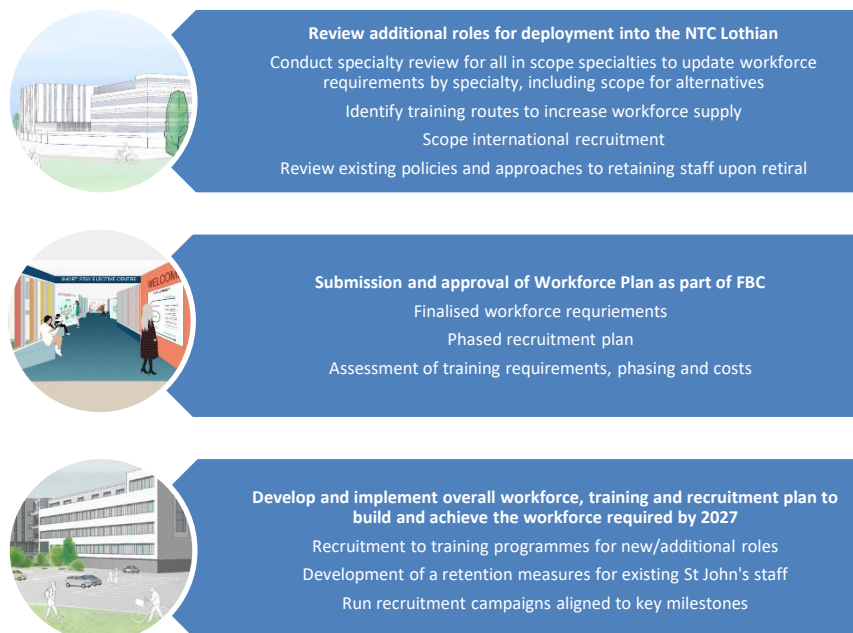 Review additional roles for deployment into the NTC Lothian
Conduct specialty review for all in scope specialties to update workforce
requirements by specialty, including scope for alternatives
Identify training routes to increase workforce supply
Scope international recruitment
Review existing policies and approaches to retaining staff upon retiral
SHORT STAY ELECTIVE CENTRE
WELCOME
Submission and approval of Workforce Plan as part of FBC
Finalised workforce requriements
Phased recruitment plan
Assessment of training requirements, phasing and costs
Develop and implement overall workforce, training and recruitment plan to
build and achieve the workforce required by 2027
Recruitment to training programmes for new/additional roles
Development of a retention measures for existing St John's staff
Run recruitment campaigns aligned to key milestones